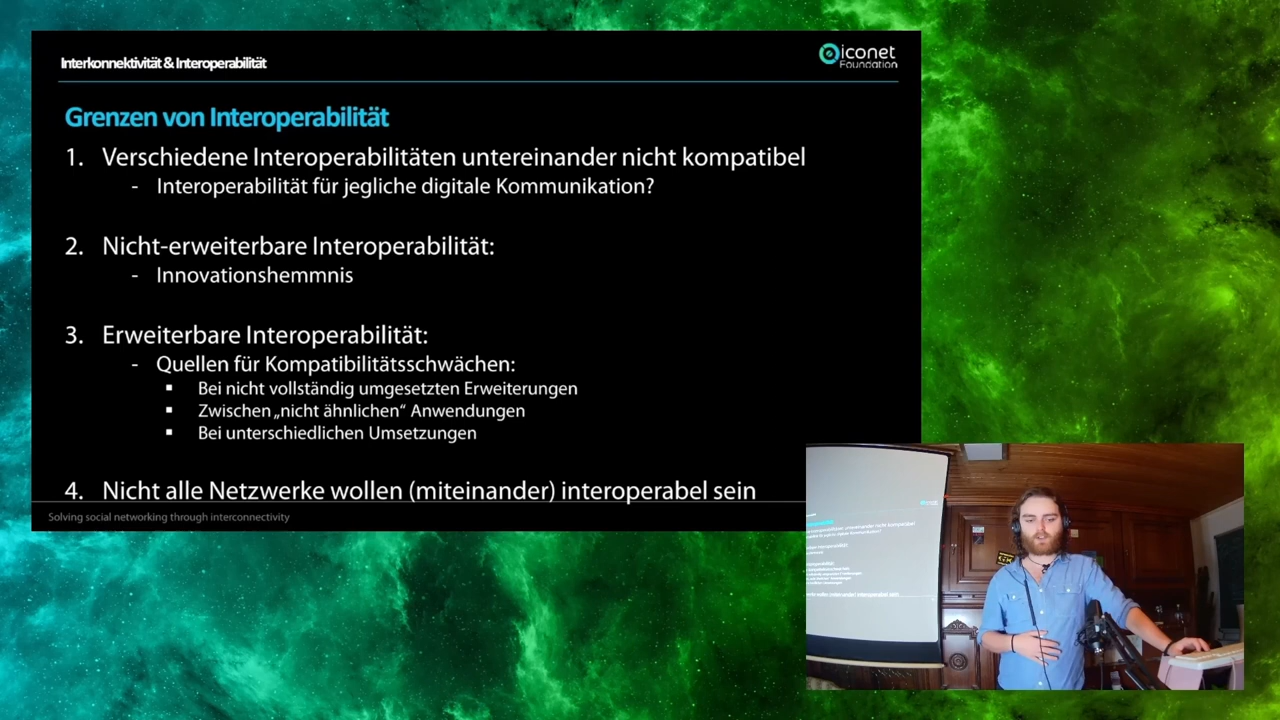 Interkonnektivität & Interoperabilität
iconet
Foundation
Grenzen von Interoperabilität
1. Verschiedene Interoperabilitäten untereinander nicht kompatibel
- Interoperabilität für jegliche digitale Kommunikation?
2. Nicht-erweiterbare Interoperabilität:
- Innovationshemmnis
3. Erweiterbare Interoperabilität:
- Quellen für Kompatibilitätsschwächen:
▪ Bei nicht vollständig umgesetzten Erweiterungen
▪ Zwischen „nicht ähnlichen“ Anwendungen
▪ Bei unterschiedlichen Umsetzungen
4. Nicht alle Netzwerke wollen (miteinander) interoperabel sein
Solving social networking through interconnectivity